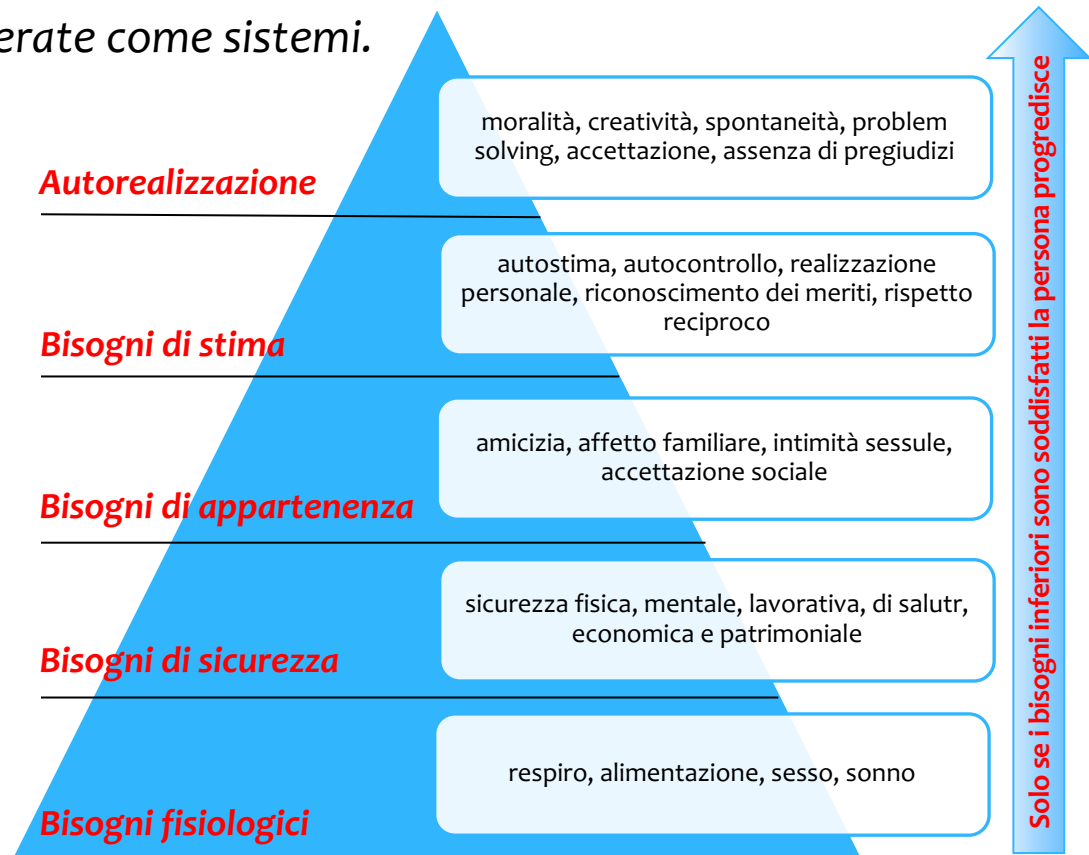 erate come sistemi.
moralità, creatività, spontaneità, problem
solving, accettazione, assenza di pregiudizi
Autorealizzazione
autostima, autocontrollo, realizzazione
personale, riconoscimento dei meriti, rispetto
reciproco
Bisogni di stima
amicizia, affetto familiare, intimità sessule,
accettazione sociale
Bisogni di appartenenza
sicurezza fisica, mentale, lavorativa, di salutr,
economica e patrimoniale
Bisogni di sicurezza
respiro, alimentazione, sesso, sonno
Bisogni fisiologici
Solo se i bisogni inferiori sono soddisfatti la persona progredisce